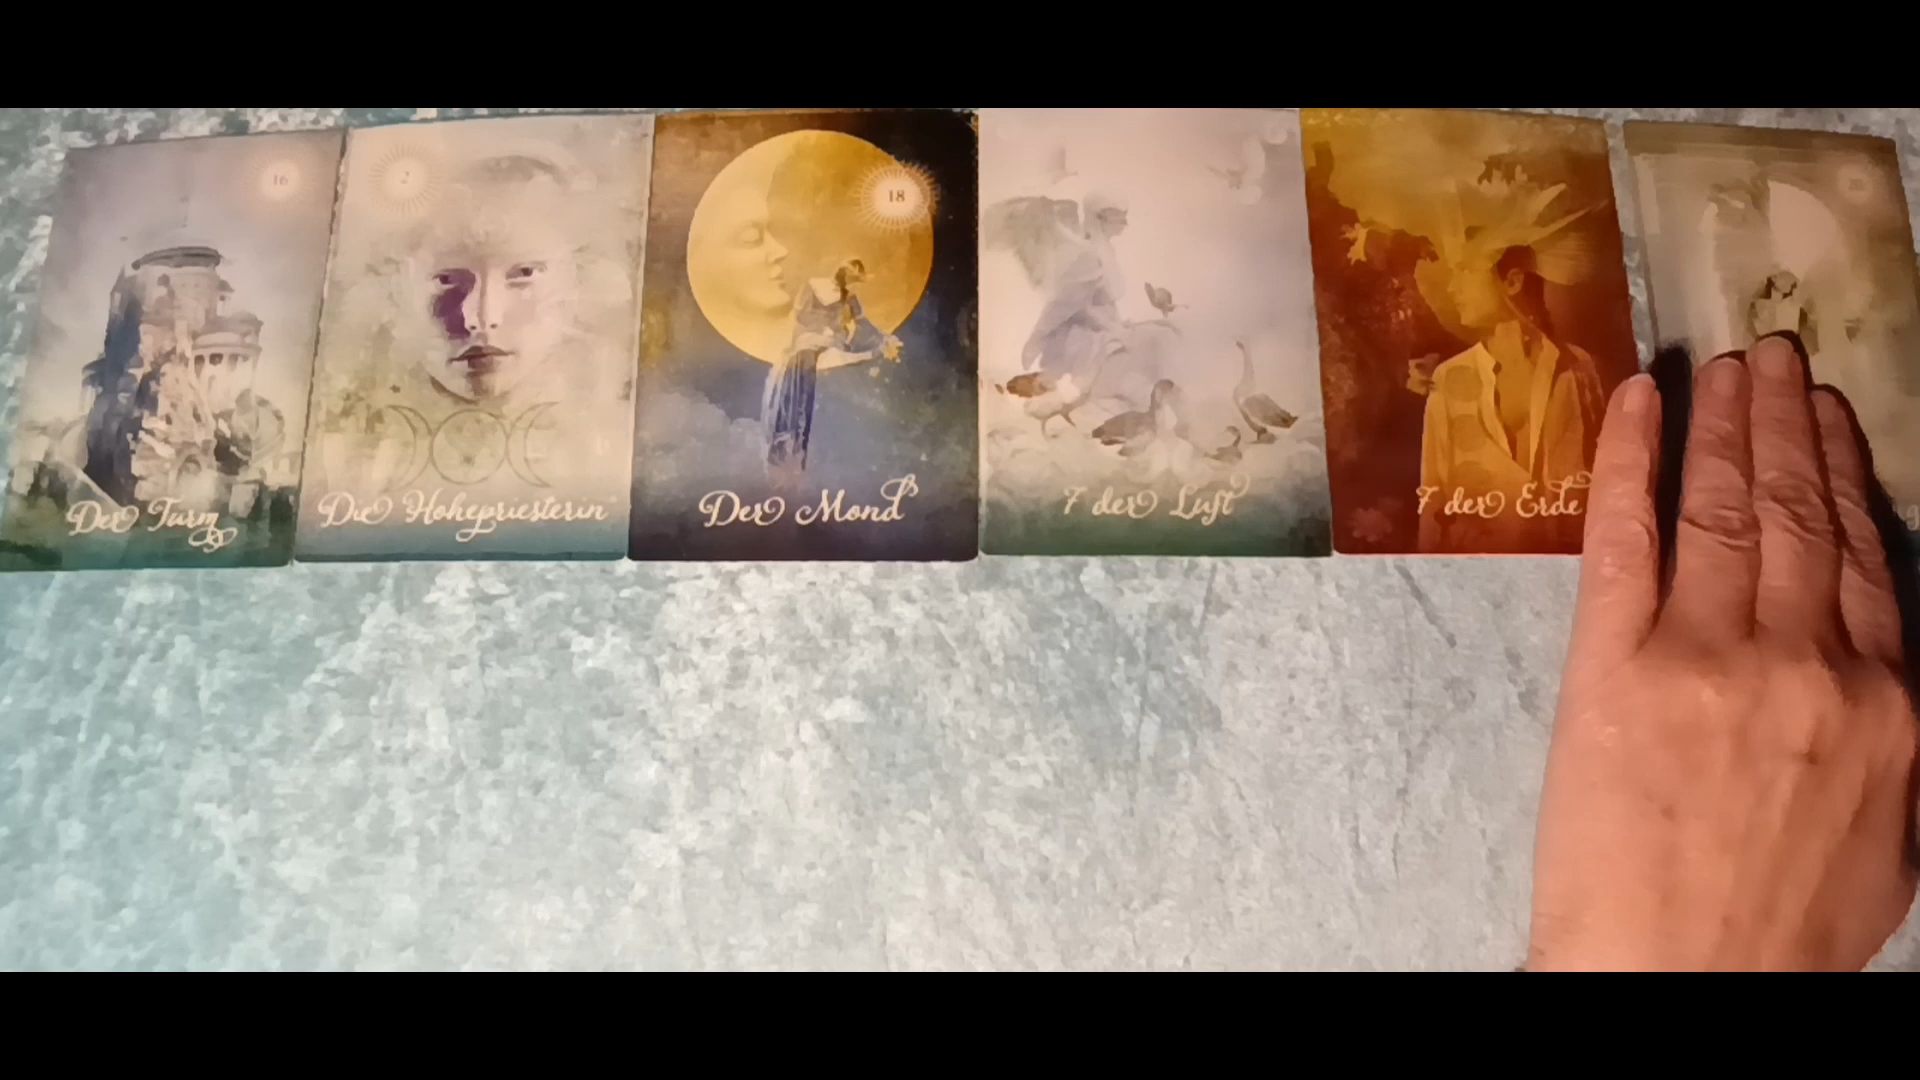 16
Der Turm
2
Die Hohepriesterin
18
Der Mond
7 der Luft
7 der Erde